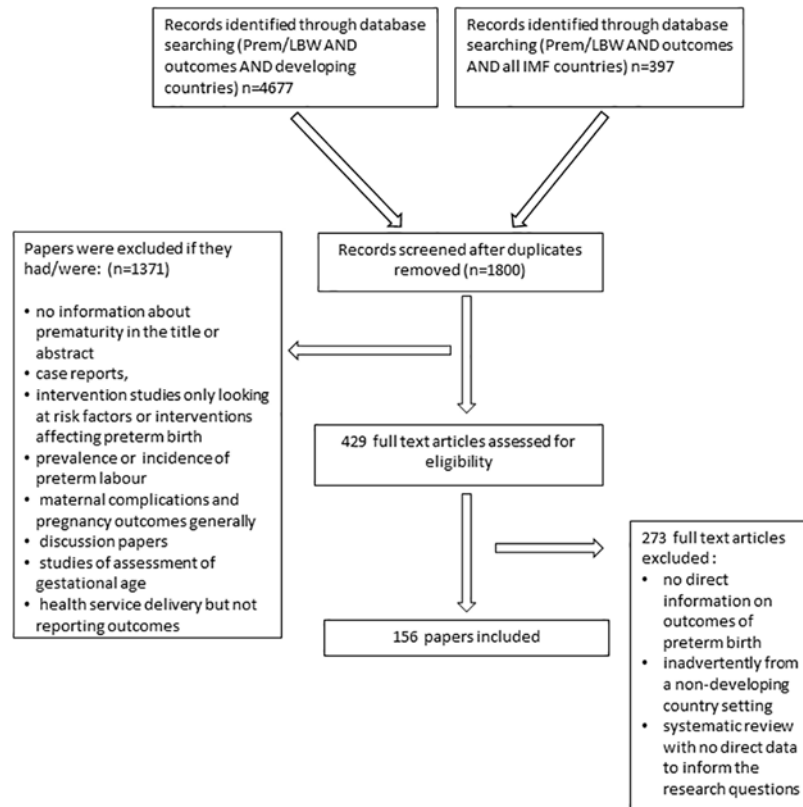 Records identified through database
searching (Prem/LBW AND
outcomes AND developing
countries) n=4677
Records identified through database
searching (Prem/LBW AND outcomes
AND all IMF countries) n=397
Records screened after duplicates
removed (n=1800)
Papers were excluded if they
had/were: (n=1371)
• no information about
prematurity in the title or
abstract
• case reports,
• intervention studies only looking
at risk factors or interventions
affecting preterm birth
• prevalence or incidence of
preterm labour
• maternal complications and
pregnancy outcomes generally
• discussion papers
• studies of assessment of
gestational age
• health service delivery but not
reporting outcomes
429 full text articles assessed for
eligibility
273 full text articles
excluded :
• no direct
information on
outcomes of
preterm birth
• inadvertently from
a non-developing
country setting
• systematic review
with no direct data
to inform the
research questions
156 papers included